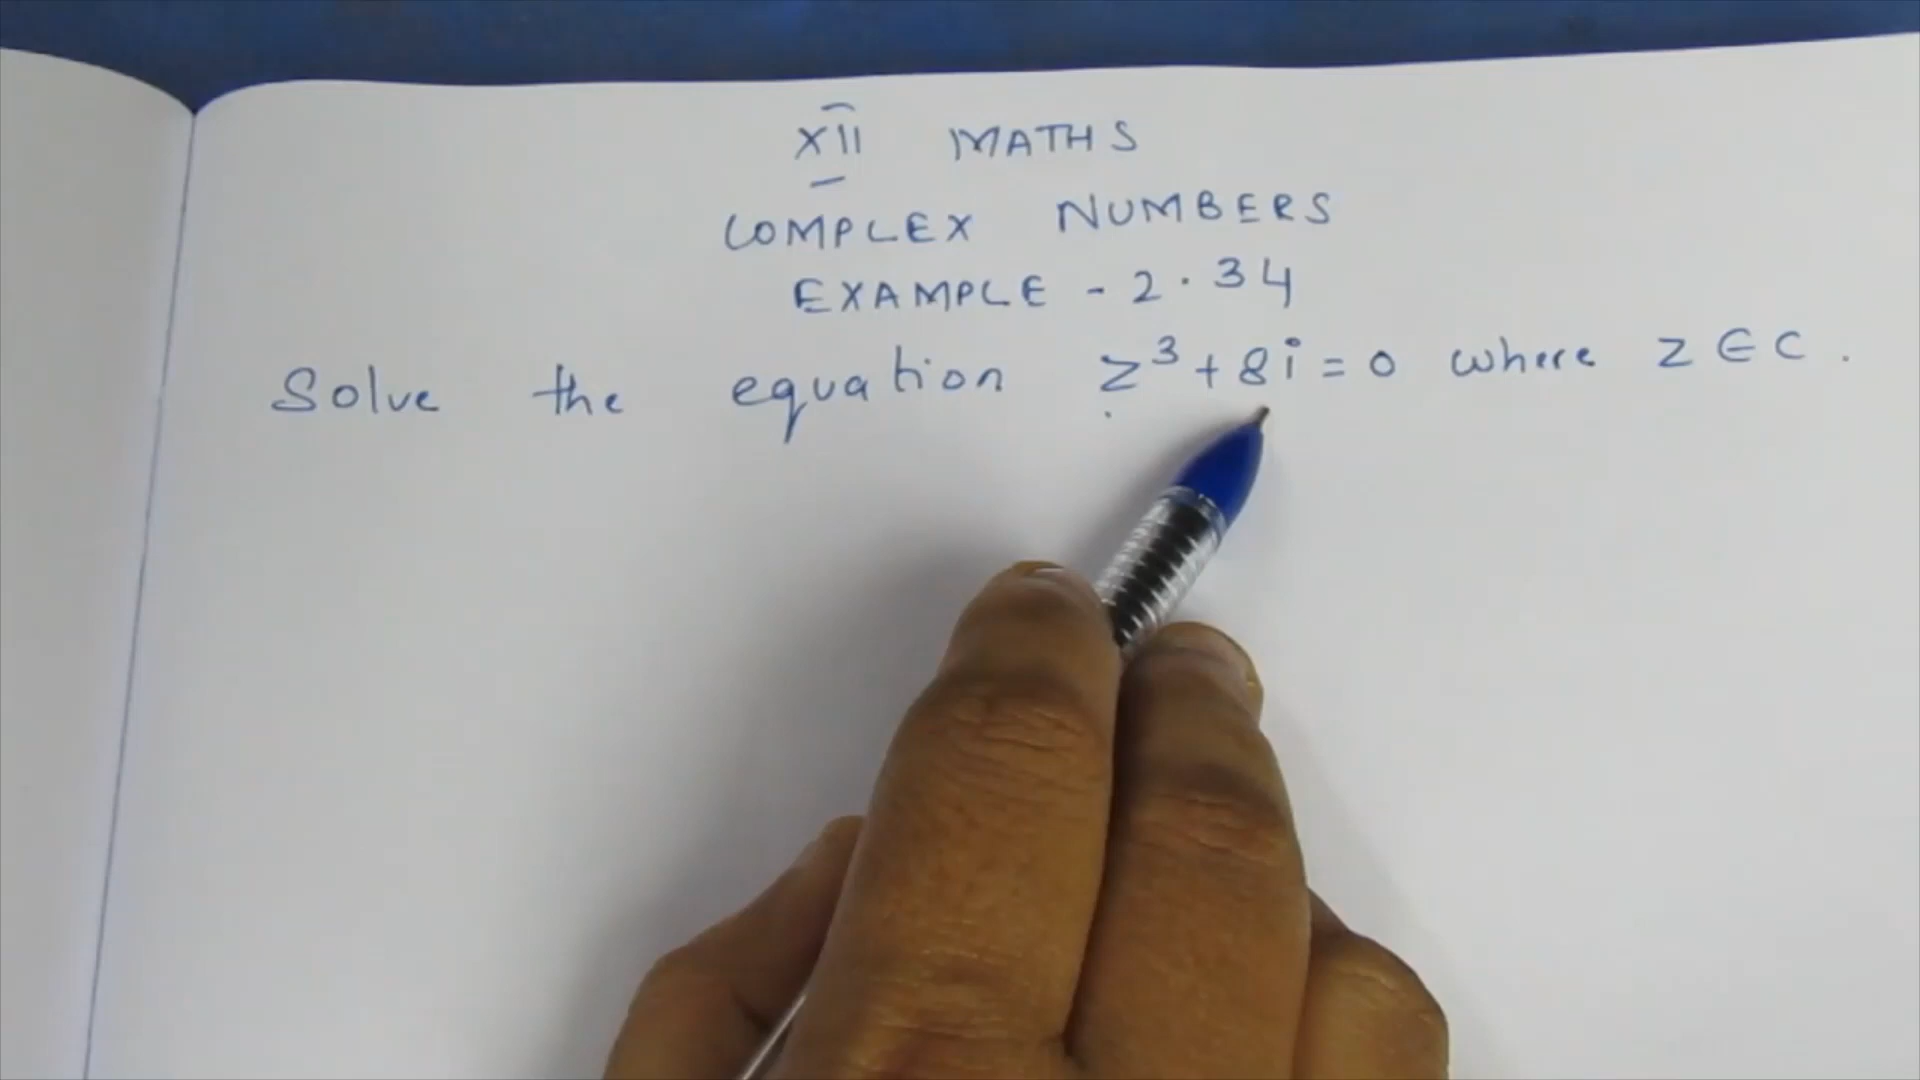 XII MATHS
COMPLEX NUMBERS
EXAMPLE - 2.34
Solve the equation z³ + 8i = 0 where z ∈ C.